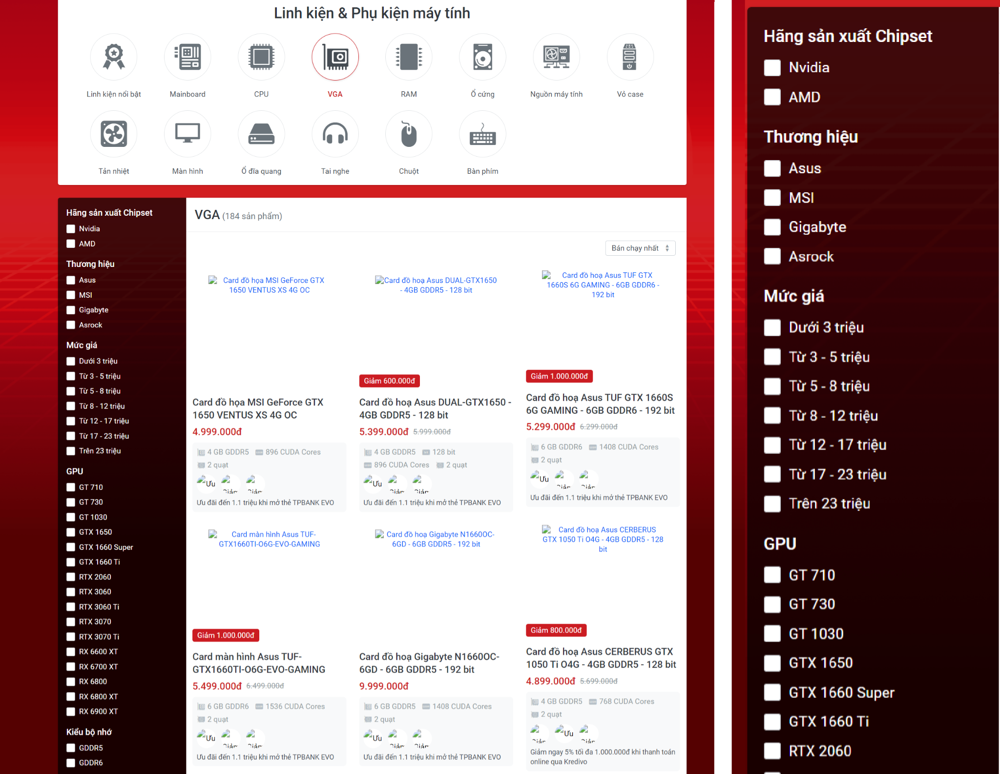 Linh kiện & Phụ kiện máy tính
Linh kiện nổi bật
Mainboard
CPU
VGA
RAM
Ổ cứng
Nguồn máy tính
Vỏ case
Tản nhiệt
Màn hình
Ổ đĩa quang
Tai nghe
Chuột
Bàn phím
Hãng sản xuất Chipset
Nvidia
AMD
Thương hiệu
Asus
MSI
Gigabyte
Asrock
Mức giá
Dưới 3 triệu
Từ 3 - 5 triệu
Từ 5 - 8 triệu
Từ 8 - 12 triệu
Từ 12 - 17 triệu
Từ 17 - 23 triệu
Trên 23 triệu
GPU
GT 710
GT 730
GT 1030
GTX 1650
GTX 1660 Super
GTX 1660 Ti
RTX 2060
RTX 3060
RTX 3060 Ti
RTX 3070
RTX 3070 Ti
RX 6600 XT
RX 6700 XT
RX 6800
RX 6800 XT
RX 6900 XT
Kiểu bộ nhớ
GDDR5
GDDR6
VGA (184 sản phẩm)
Bán chạy nhất
Card đồ họa MSI GeForce GTX
1650 VENTUS XS 4G OC
Card đồ họa MSI GeForce GTX
1650 VENTUS XS 4G OC
4.999.000đ
4 GB GDDR5 896 CUDA Cores
2 quạt
Ưu Giảm Giảm
Ưu đãi đến 1.1 triệu khi mở thẻ TPBANK EVO
Card đồ hoạ Asus DUAL-GTX1650
- 4GB GDDR5 - 128 bit
Giảm 600.000đ
Card đồ hoạ Asus DUAL-GTX1650 -
4GB GDDR5 - 128 bit
5.399.000đ 5.999.000đ
4 GB GDDR5 128 bit
896 CUDA Cores 2 quạt
Ưu Giảm Giảm
Ưu đãi đến 1.1 triệu khi mở thẻ TPBANK EVO
Card đồ hoạ Asus TUF GTX
1660S 6G GAMING - 6GB GDDR6 -
192 bit
Giảm 1.000.000đ
Card đồ hoạ Asus TUF GTX 1660S
6G GAMING - 6GB GDDR6 - 192 bit
5.299.000đ 6.299.000đ
6 GB GDDR6 1408 CUDA Cores
2 quạt
Ưu Giảm Giảm
Ưu đãi đến 1.1 triệu khi mở thẻ TPBANK EVO
Card màn hình Asus TUF-
GTX1660TI-O6G-EVO-GAMING
Giảm 1.000.000đ
Card màn hình Asus TUF-
GTX1660TI-O6G-EVO-GAMING
5.499.000đ 6.499.000đ
6 GB GDDR6 1536 CUDA Cores
2 quạt
Ưu Giảm Giảm
Ưu đãi đến 1.1 triệu khi mở thẻ TPBANK EVO
Card đồ hoạ Gigabyte N1660OC-
6GD - 6GB GDDR5 - 192 bit
Card đồ hoạ Gigabyte N1660OC-
6GD - 6GB GDDR5 - 192 bit
9.999.000đ
6 GB GDDR5 1408 CUDA Cores
2 quạt
Ưu Giảm Giảm
Ưu đãi đến 1.1 triệu khi mở thẻ TPBANK EVO
Card đồ hoạ Asus CERBERUS
GTX 1050 Ti O4G - 4GB GDDR5 - 128
bit
Giảm 800.000đ
Card đồ hoạ Asus CERBERUS GTX
1050 Ti O4G - 4GB GDDR5 - 128 bit
4.899.000đ 5.699.000đ
4 GB GDDR5 768 CUDA Cores
2 quạt
Giảm Ưu Giảm
Giảm ngay 5% tối đa 1.000.000đ khi thanh toán
online qua Kredivo
Hãng sản xuất Chipset
Nvidia
AMD
Thương hiệu
Asus
MSI
Gigabyte
Asrock
Mức giá
Dưới 3 triệu
Từ 3 - 5 triệu
Từ 5 - 8 triệu
Từ 8 - 12 triệu
Từ 12 - 17 triệu
Từ 17 - 23 triệu
Trên 23 triệu
GPU
GT 710
GT 730
GT 1030
GTX 1650
GTX 1660 Super
GTX 1660 Ti
RTX 2060